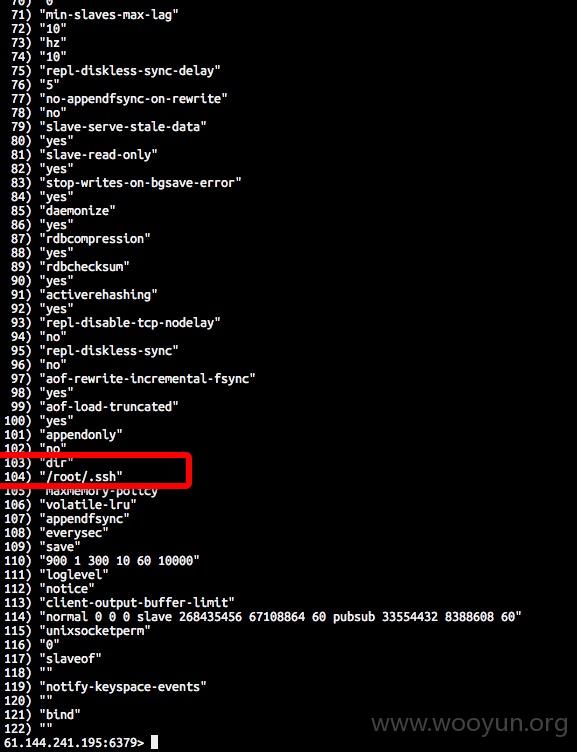 70) "0"
71) "min-slaves-max-lag"
72) "10"
73) "hz"
74) "10"
75) "repl-diskless-sync-delay"
76) "5"
77) "no-appendfsync-on-rewrite"
78) "no"
79) "slave-serve-stale-data"
80) "yes"
81) "slave-read-only"
82) "yes"
83) "stop-writes-on-bgsave-error"
84) "yes"
85) "daemonize"
86) "yes"
87) "rdbcompression"
88) "yes"
89) "rdbchecksum"
90) "yes"
91) "activerehashing"
92) "yes"
93) "repl-disable-tcp-nodelay"
94) "no"
95) "repl-diskless-sync"
96) "no"
97) "aof-rewrite-incremental-fsync"
98) "yes"
99) "aof-load-truncated"
100) "yes"
101) "appendonly"
102) "no"
103) "dir"
104) "/root/.ssh"
105) "maxmemory-policy"
106) "volatile-lru"
107) "appendfsync"
108) "everysec"
109) "save"
110) "900 1 300 10 60 10000"
111) "loglevel"
112) "notice"
113) "client-output-buffer-limit"
114) "normal 0 0 0 slave 268435456 67108864 60 pubsub 33554432 8388608 60"
115) "unixsocketperm"
116) "0"
117) "slaveof"
118) ""
119) "notify-keyspace-events"
120) ""
121) "bind"
122) ""
61.144.241.195:6379>
www.wooyun.org